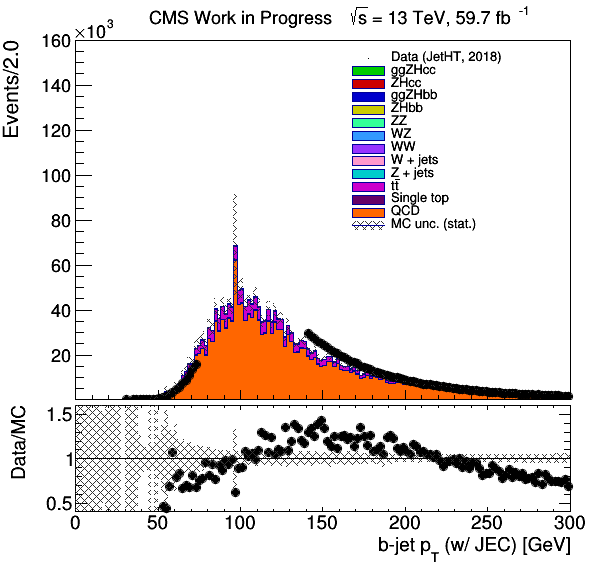 CMS Work in Progress √s = 13 TeV, 59.7 fb⁻¹
×10³
Events/2.0
160
140
120
100
80
60
40
20
Data (JetHT, 2018)
ggZHcc
ZHcc
ggZHbb
ZHbb
ZZ
WZ
WW
W + jets
Z + jets
tt̄
Single top
QCD
MC unc. (stat.)
Data/MC
1.5
1
0.5
0 50 100 150 200 250 300
b-jet p_T (w/ JEC) [GeV]